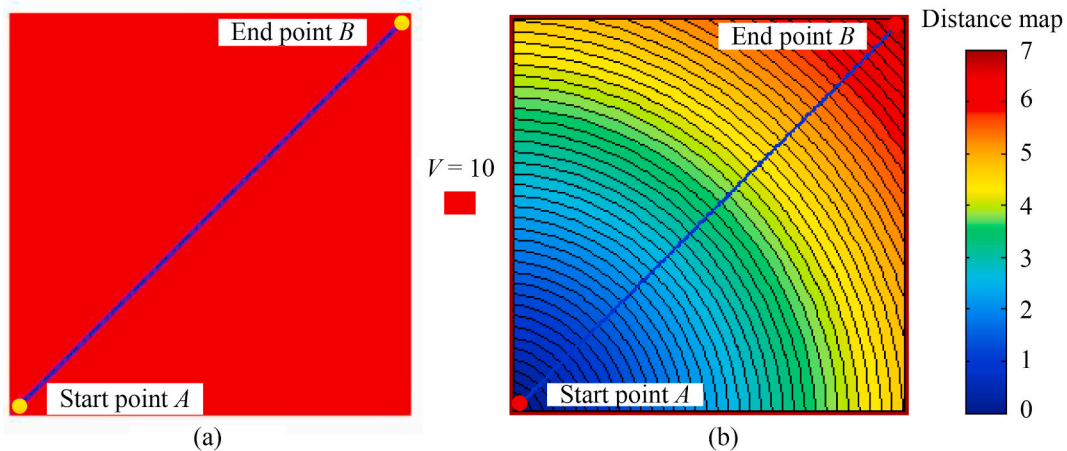 End point B
Start point A
(a)
V = 10
End point B
Start point A
(b)
Distance map
7
6
5
4
3
2
1
0